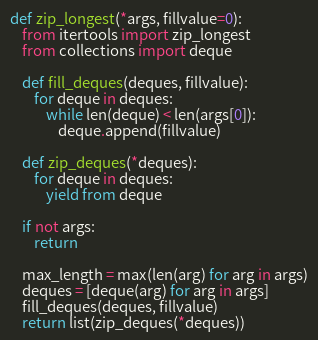 def zip_longest(*args, fillvalue=0):
    from itertools import zip_longest
    from collections import deque

    def fill_deques(deques, fillvalue):
        for deque in deques:
            while len(deque) < len(args[0]):
                deque.append(fillvalue)

    def zip_deques(*deques):
        for deque in deques:
            yield from deque

    if not args:
        return

    max_length = max(len(arg) for arg in args)
    deques = [deque(arg) for arg in args]
    fill_deques(deques, fillvalue)
    return list(zip_deques(*deques))